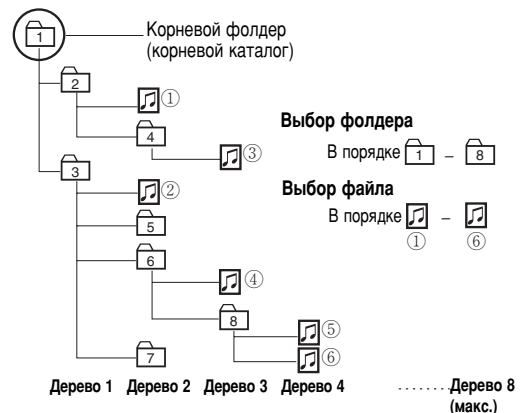 1
Корневой фолдер
(корневой каталог)
2
①
4
③
3
②
5
6
④
8
⑤
⑥
7
Выбор фолдера
В порядке 1 – 8
Выбор файла
В порядке –
① ⑥
Дерево 1 Дерево 2 Дерево 3 Дерево 4 ........Дерево 8
(макс.)